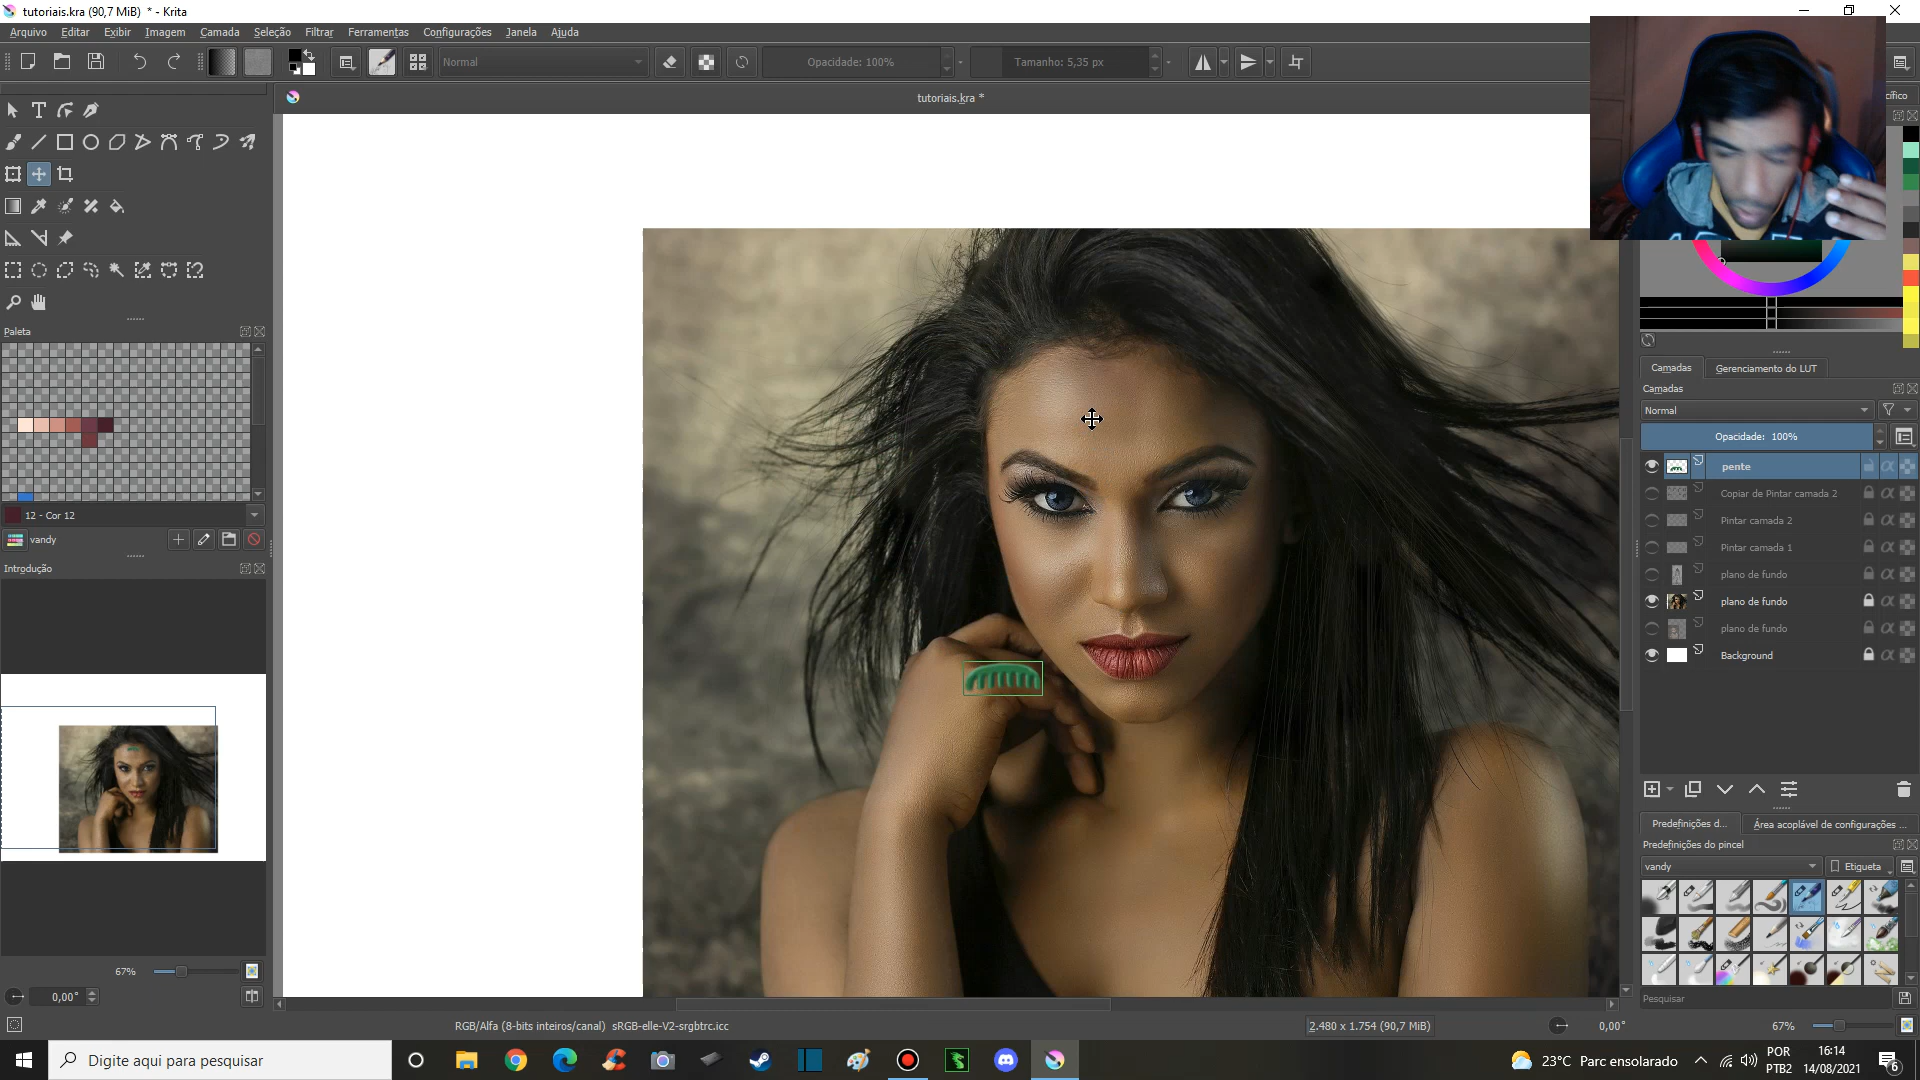 tutoriais.kra (90,7 MiB) * - Krita
Arquivo Editar Exibir Imagem Camada Seleção Filtrar Ferramentas Configurações Janela Ajuda
Normal
Opacidade: 100%
Tamanho: 5,35 px
tutoriais.kra *
ífico
Paleta
12 - Cor 12
vandy
Introdução
67%
0,00°
Camadas Gerenciamento do LUT
Camadas
Normal
Opacidade: 100%
pente
Copiar de Pintar camada 2
Pintar camada 2
Pintar camada 1
plano de fundo
plano de fundo
plano de fundo
Background
Predefinições d... Área acoplável de configurações ...
Predefinições do pincel
vandy Etiqueta
Pesquisar
RGB/Alfa (8-bits inteiros/canal) sRGB-elle-V2-srgbtrc.icc
2.480 x 1.754 (90,7 MiB)
0,00°
67%
Digite aqui para pesquisar
23°C Parc ensolarado
POR
PTB2
16:14
14/08/2021
6